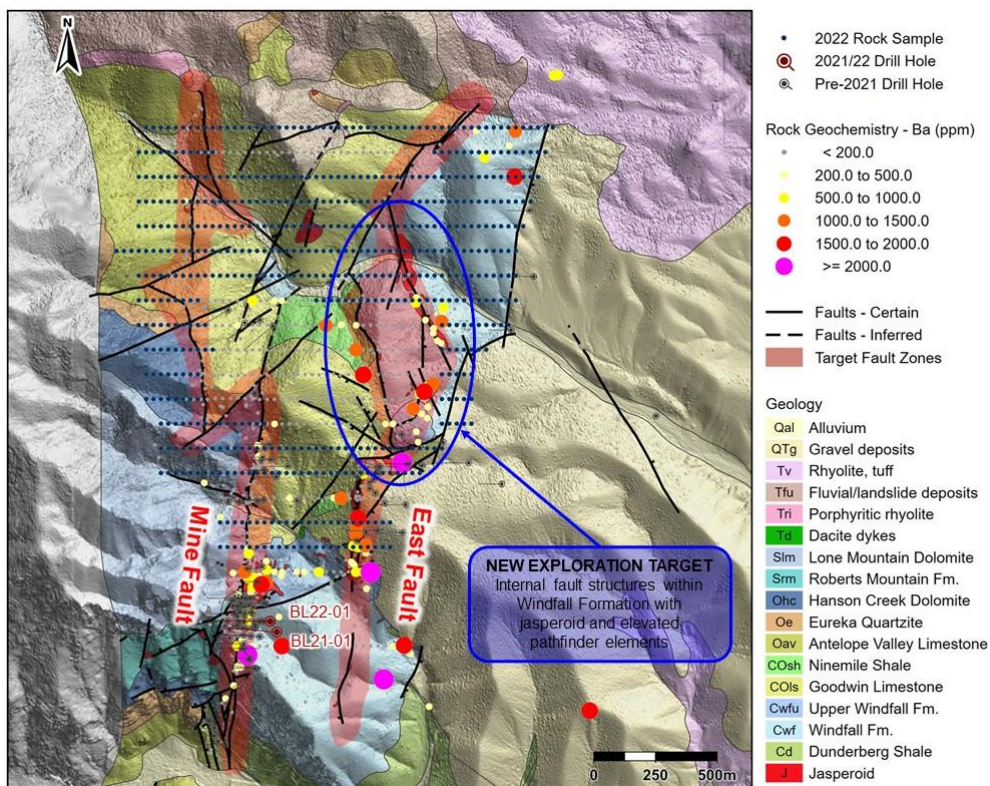 N
Mine Fault
East Fault
BL22-01
BL21-01
NEW EXPLORATION TARGET
Internal fault structures within
Windfall Formation with
jasperoid and elevated
pathfinder elements
0 250 500m
2022 Rock Sample
2021/22 Drill Hole
Pre-2021 Drill Hole
Rock Geochemistry - Ba (ppm)
< 200.0
200.0 to 500.0
500.0 to 1000.0
1000.0 to 1500.0
1500.0 to 2000.0
>= 2000.0
Faults - Certain
Faults - Inferred
Target Fault Zones
Geology
Qal Alluvium
QTg Gravel deposits
Tv Rhyolite, tuff
Tfu Fluvial/landslide deposits
Tri Porphyritic rhyolite
Td Dacite dykes
Slm Lone Mountain Dolomite
Srm Roberts Mountain Fm.
Ohc Hanson Creek Dolomite
Oe Eureka Quartzite
Oav Antelope Valley Limestone
COsh Ninemile Shale
COls Goodwin Limestone
Cwfu Upper Windfall Fm.
Cwf Windfall Fm.
Cd Dunderberg Shale
J Jasperoid